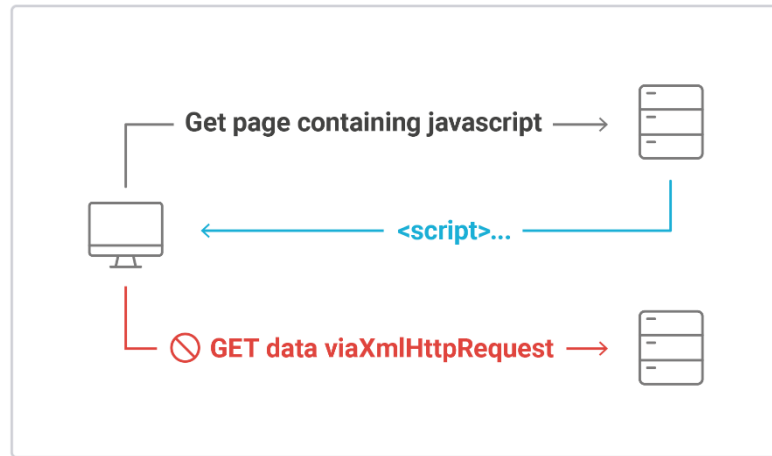 Get page containing javascript
<script>...
GET data viaXmlHttpRequest